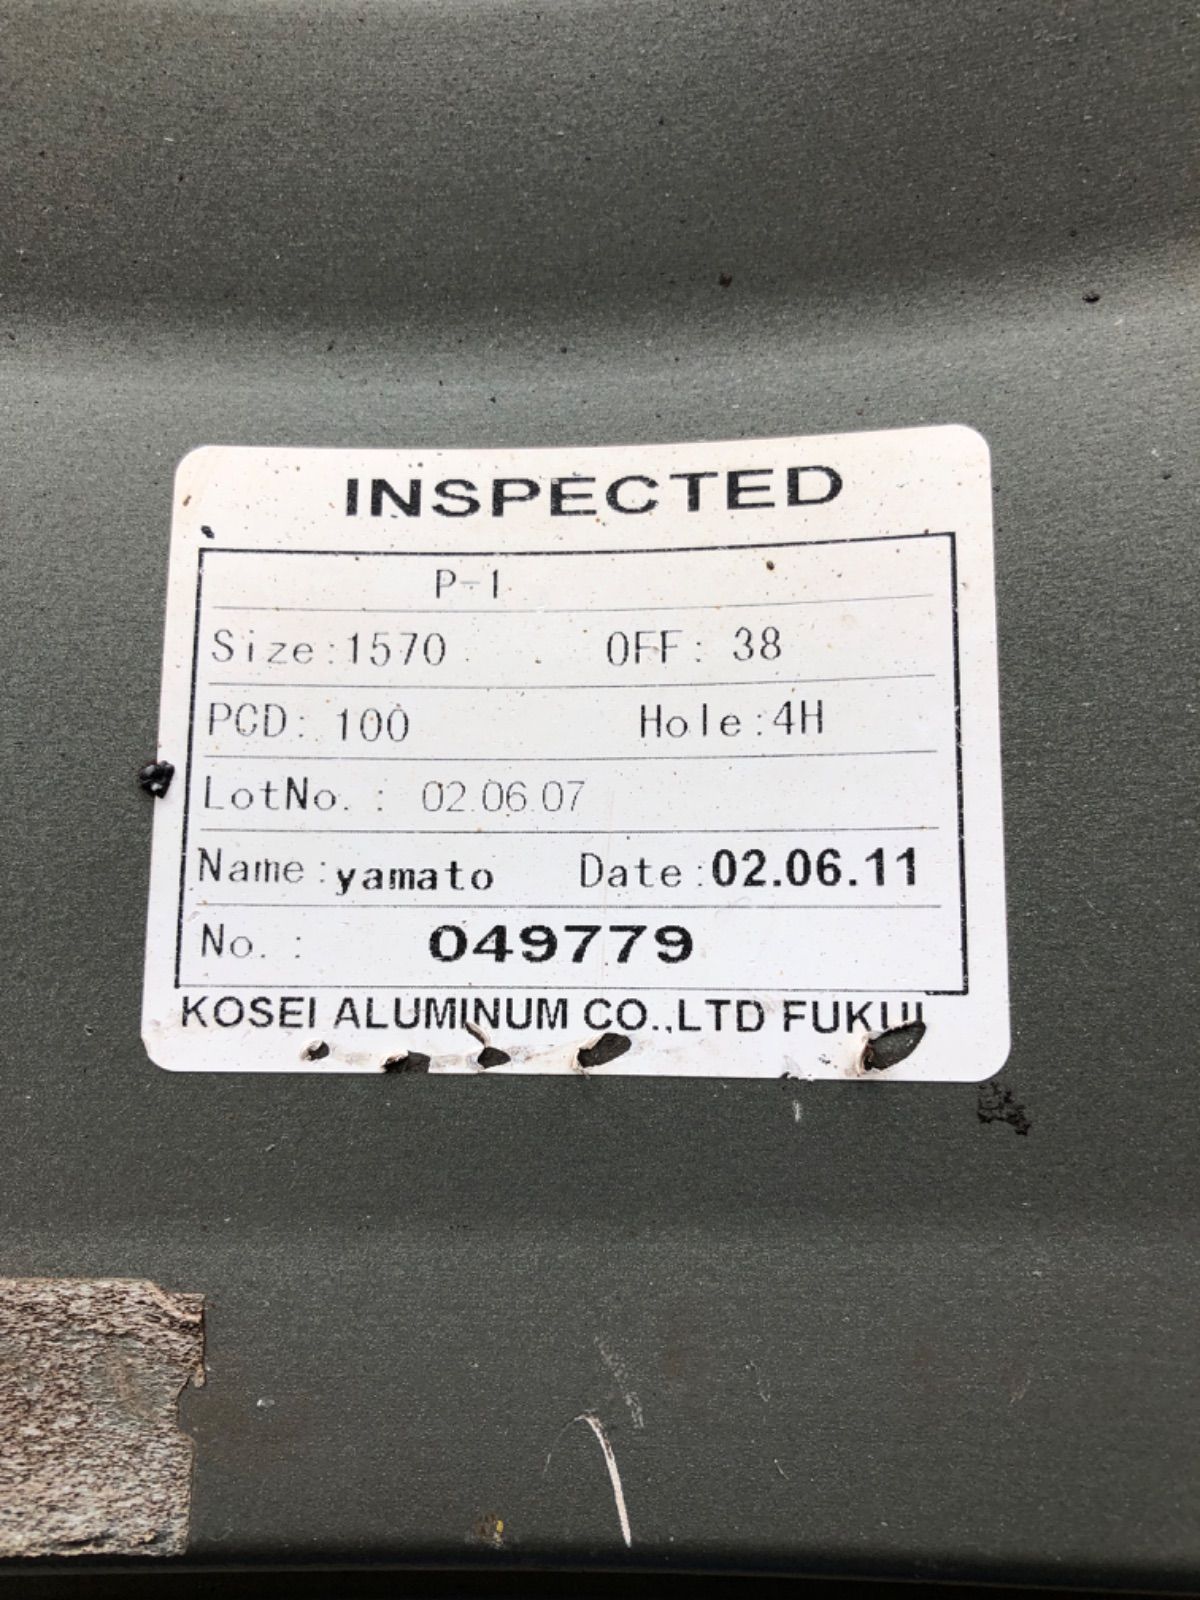 INSPECTED
P-1
Size:1570 OFF: 38
PCD: 100 Hole:4H
LotNo. : 02.06.07
Name:yamato Date:02.06.11
No. : 049779
KOSEI ALUMINUM CO.,LTD FUKUI